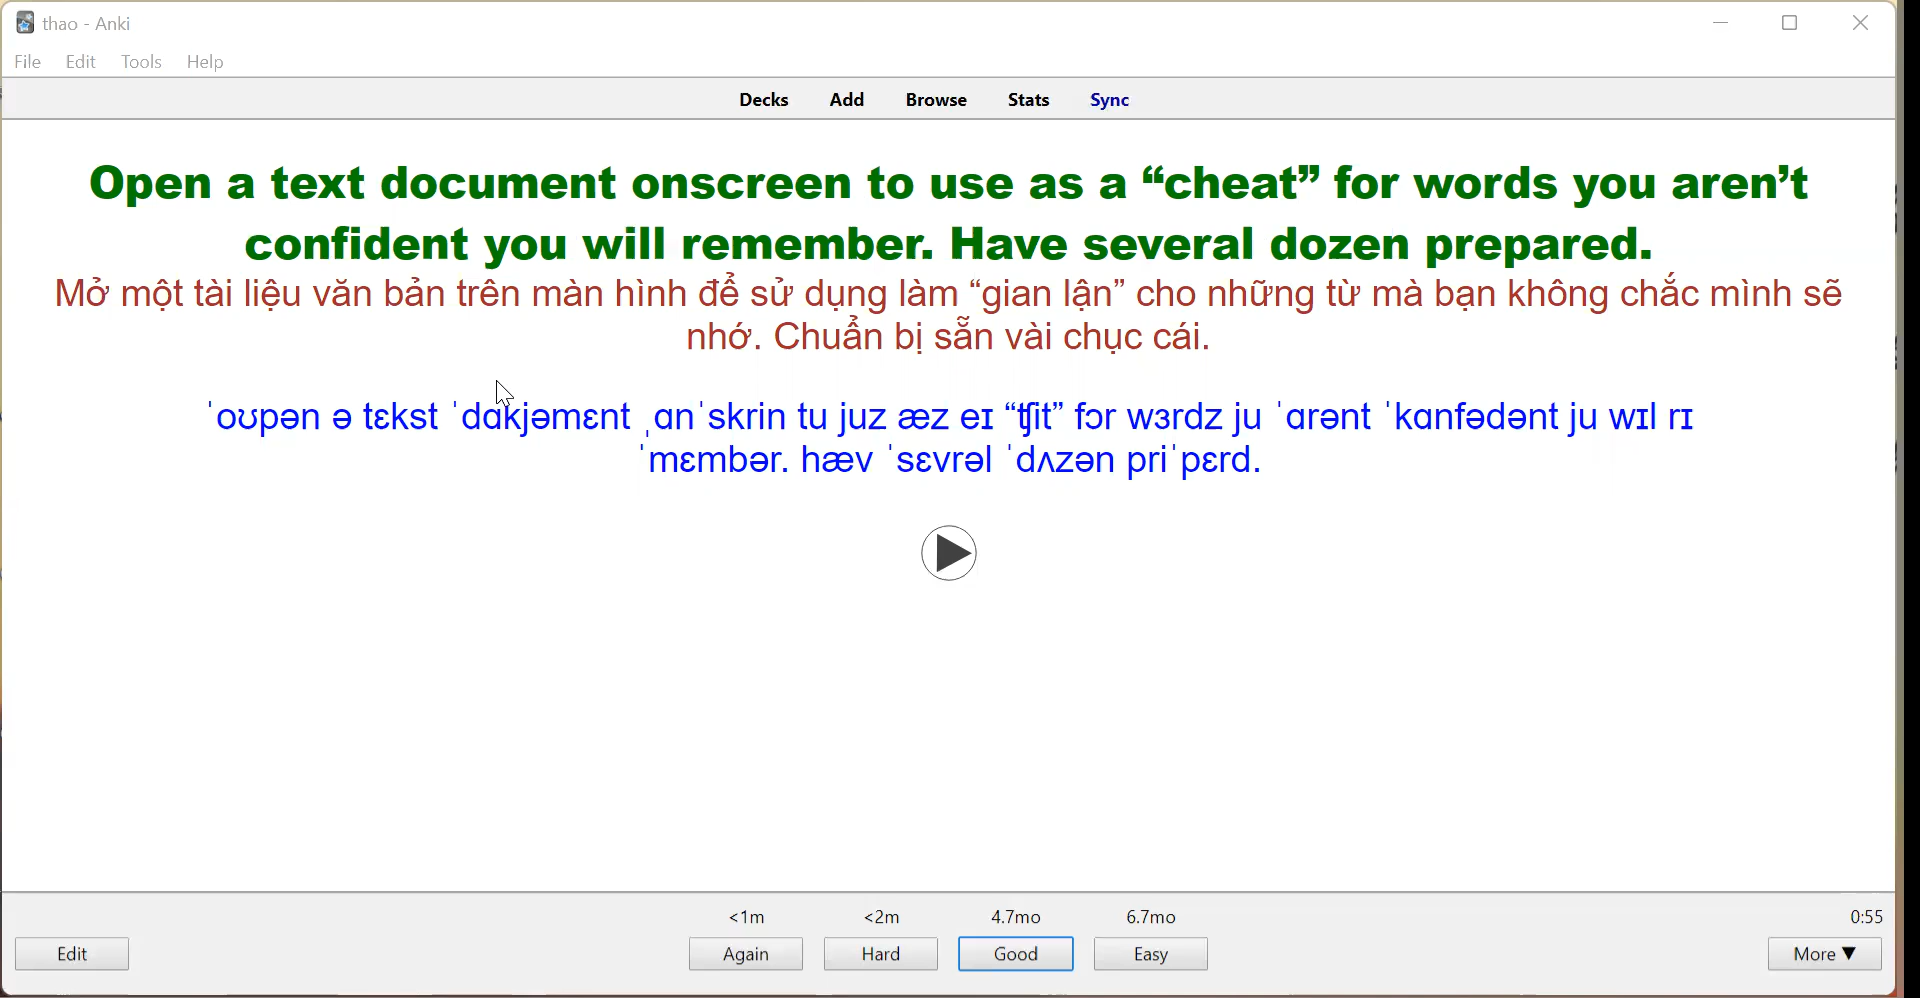 thao - Anki
File Edit Tools Help
Decks Add Browse Stats Sync
Open a text document onscreen to use as a “cheat” for words you aren’t
confident you will remember. Have several dozen prepared.
Mở một tài liệu văn bản trên màn hình để sử dụng làm “gian lận” cho những từ mà bạn không chắc mình sẽ
nhớ. Chuẩn bị sẵn vài chục cái.
ˈoʊpən ə tɛkst ˈdɑkjəmɛnt ˌɑnˈskrin tu juz æz eɪ “ʧit” fɔr wɜrdz ju ˈɑrənt ˈkɑnfədənt ju wɪl rɪ
ˈmɛmbər. hæv ˈsɛvrəl ˈdʌzən priˈpɛrd.
<1m <2m 4.7mo 6.7mo 0:55
Edit Again Hard Good Easy More ▼